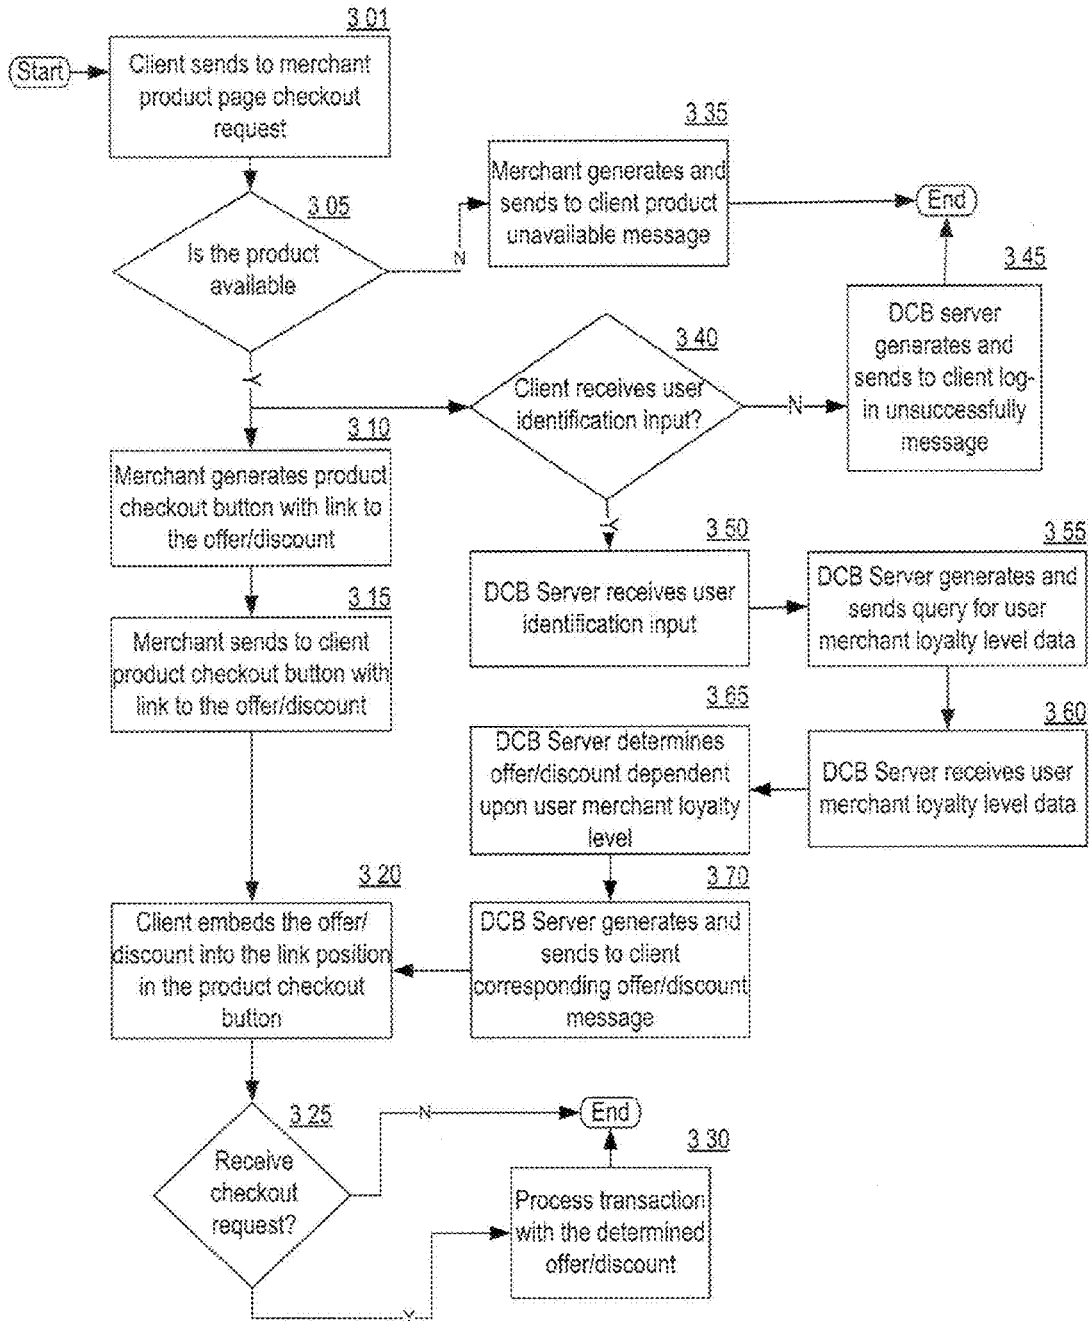 3.01
Start
Client sends to merchant
product page checkout
request
3.05
Is the product
available
N
Y
3.35
Merchant generates and
sends to client product
unavailable message
End
3.40
Client receives user
identification input?
N
Y
3.45
DCB server
generates and
sends to client log-
in unsuccessfully
message
3.10
Merchant generates product
checkout button with link to
the offer/discount
3.15
Merchant sends to client
product checkout button with
link to the offer/discount
3.50
DCB Server receives user
identification input
3.55
DCB Server generates and
sends query for user
merchant loyalty level data
3.60
DCB Server receives user
merchant loyalty level data
3.65
DCB Server determines
offer/discount dependent
upon user merchant loyalty
level
3.70
DCB Server generates and
sends to client
corresponding offer/discount
message
3.20
Client embeds the offer/
discount into the link position
in the product checkout
button
3.25
Receive
checkout
request?
N
Y
End
3.30
Process transaction
with the determined
offer/discount